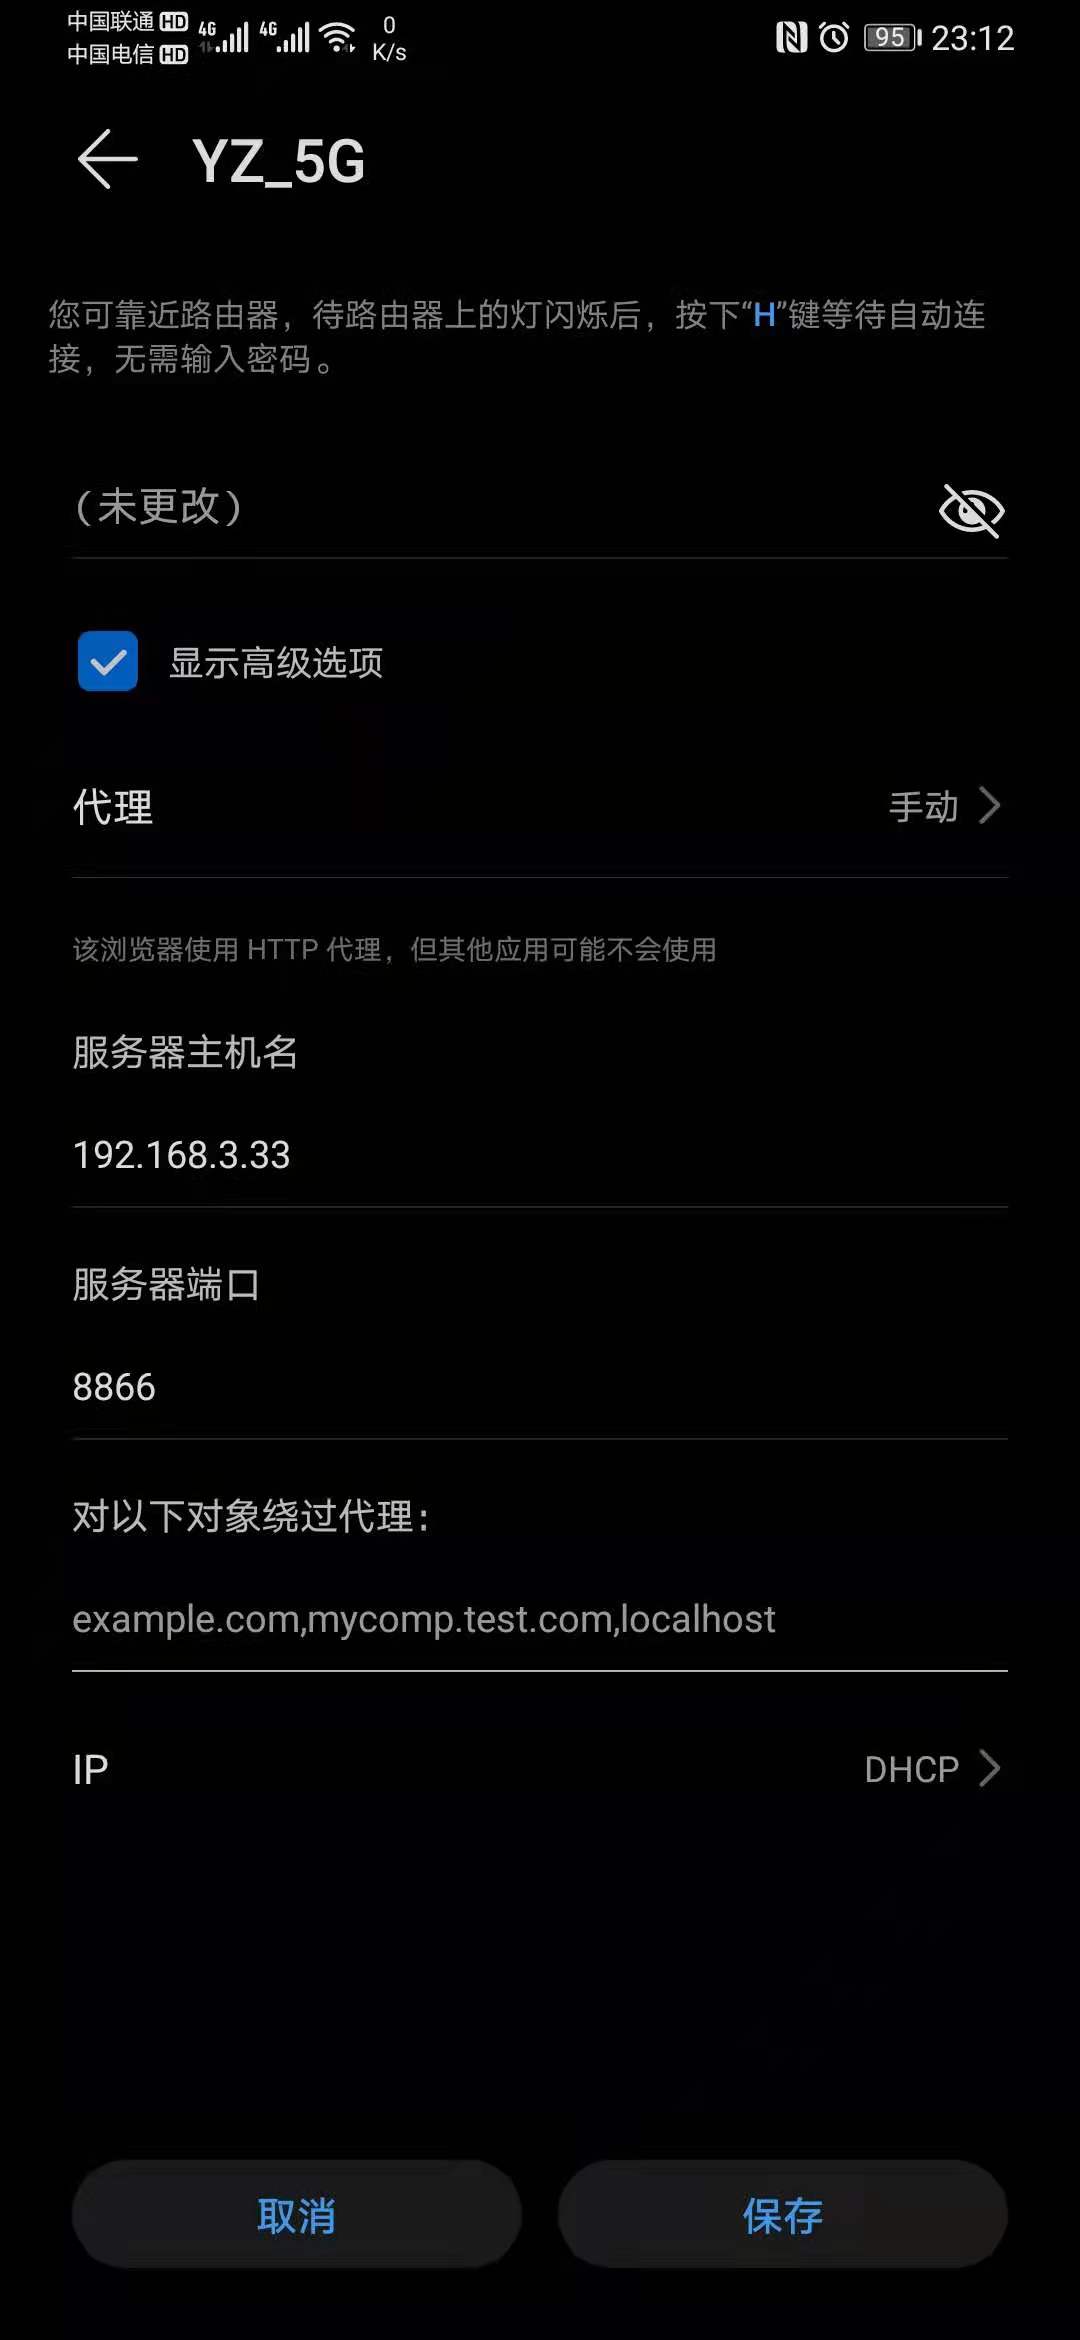 中国联通 HD 4G 4G 0 K/s 95 23:12
中国电信 HD
YZ_5G
您可靠近路由器，待路由器上的灯闪烁后，按下“H”键等待自动连
接，无需输入密码。
（未更改）
显示高级选项
代理 手动
该浏览器使用 HTTP 代理，但其他应用可能不会使用
服务器主机名
192.168.3.33
服务器端口
8866
对以下对象绕过代理：
example.com,mycomp.test.com,localhost
IP DHCP
取消 保存